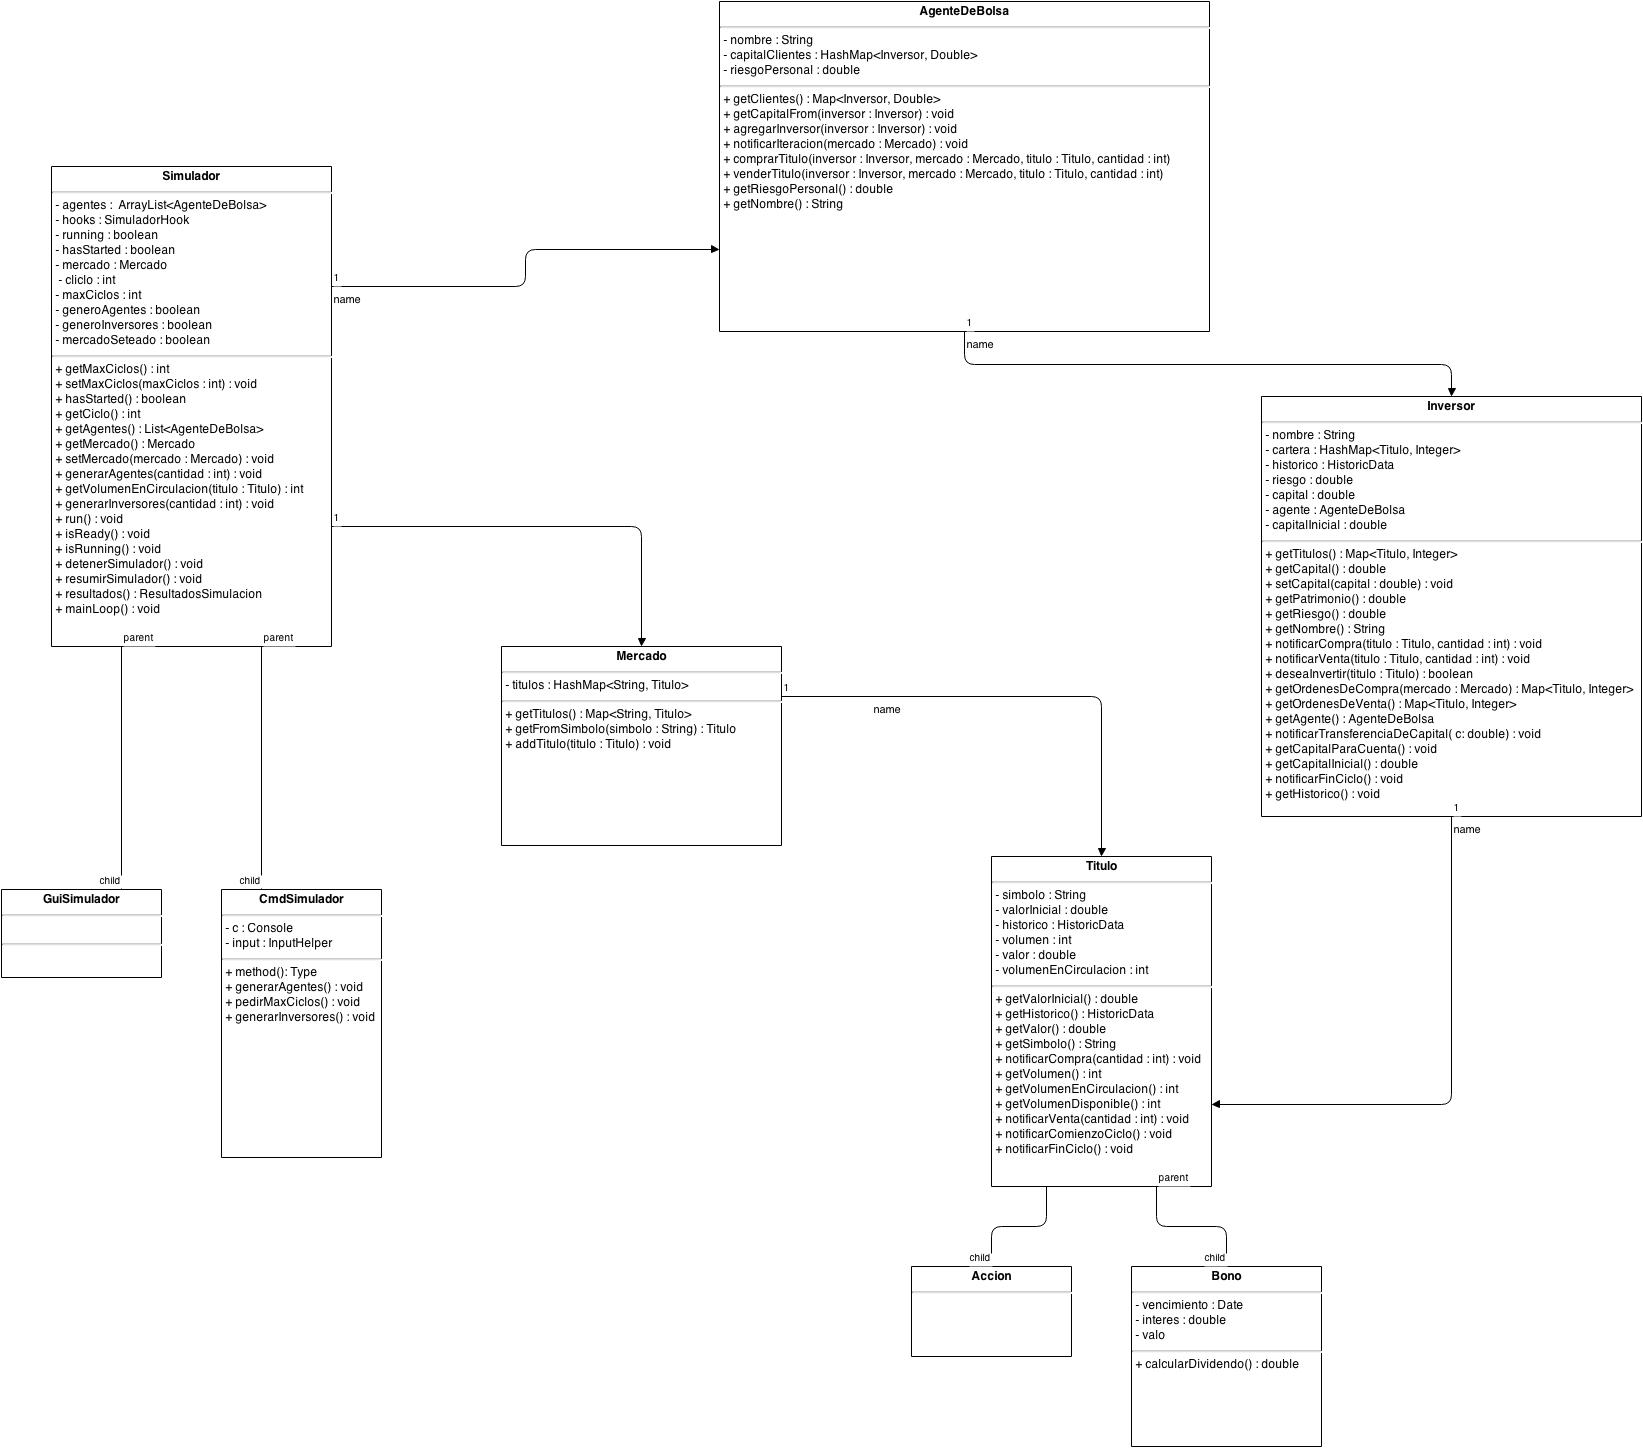 AgenteDeBolsa
- nombre : String
- capitalClientes : HashMap<Inversor, Double>
- riesgoPersonal : double
+ getClientes() : Map<Inversor, Double>
+ getCapitalFrom(inversor : Inversor) : void
+ agregarInversor(inversor : Inversor) : void
+ notificarIteracion(mercado : Mercado) : void
+ comprarTitulo(inversor : Inversor, mercado : Mercado, titulo : Titulo, cantidad : int)
+ venderTitulo(inversor : Inversor, mercado : Mercado, titulo : Titulo, cantidad : int)
+ getRiesgoPersonal() : double
+ getNombre() : String
1
name
Simulador
- agentes :  ArrayList<AgenteDeBolsa>
- hooks : SimuladorHook
- running : boolean
- hasStarted : boolean
- mercado : Mercado
- cliclo : int
- maxCiclos : int
- generoAgentes : boolean
- generoInversores : boolean
- mercadoSeteado : boolean
+ getMaxCiclos() : int
+ setMaxCiclos(maxCiclos : int) : void
+ hasStarted() : boolean
+ getCiclo() : int
+ getAgentes() : List<AgenteDeBolsa>
+ getMercado() : Mercado
+ setMercado(mercado : Mercado) : void
+ generarAgentes(cantidad : int) : void
+ getVolumenEnCirculacion(titulo : Titulo) : int
+ generarInversores(cantidad : int) : void
+ run() : void
+ isReady() : void
+ isRunning() : void
+ detenerSimulador() : void
+ resumirSimulador() : void
+ resultados() : ResultadosSimulacion
+ mainLoop() : void
1
name
1
parent
parent
Inversor
- nombre : String
- cartera : HashMap<Titulo, Integer>
- historico : HistoricData
- riesgo : double
- capital : double
- agente : AgenteDeBolsa
- capitalInicial : double
+ getTitulos() : Map<Titulo, Integer>
+ getCapital() : double
+ setCapital(capital : double) : void
+ getPatrimonio() : double
+ getRiesgo() : double
+ getNombre() : String
+ notificarCompra(titulo : Titulo, cantidad : int) : void
+ notificarVenta(titulo : Titulo, cantidad : int) : void
+ deseaInvertir(titulo : Titulo) : boolean
+ getOrdenesDeCompra(mercado : Mercado) : Map<Titulo, Integer>
+ getOrdenesDeVenta() : Map<Titulo, Integer>
+ getAgente() : AgenteDeBolsa
+ notificarTransferenciaDeCapital( c: double) : void
+ getCapitalParaCuenta() : void
+ getCapitalInicial() : double
+ notificarFinCiclo() : void
+ getHistorico() : void
1
name
Mercado
- titulos : HashMap<String, Titulo>
+ getTitulos() : Map<String, Titulo>
+ getFromSimbolo(simbolo : String) : Titulo
+ addTitulo(titulo : Titulo) : void
1
name
child
GuiSimulador
child
CmdSimulador
- c : Console
- input : InputHelper
+ method(): Type
+ generarAgentes() : void
+ pedirMaxCiclos() : void
+ generarInversores() : void
Titulo
- simbolo : String
- valorInicial : double
- historico : HistoricData
- volumen : int
- valor : double
- volumenEnCirculacion : int
+ getValorInicial() : double
+ getHistorico() : HistoricData
+ getValor() : double
+ getSimbolo() : String
+ notificarCompra(cantidad : int) : void
+ getVolumen() : int
+ getVolumenEnCirculacion() : int
+ getVolumenDisponible() : int
+ notificarVenta(cantidad : int) : void
+ notificarComienzoCiclo() : void
+ notificarFinCiclo() : void
parent
child
Accion
child
Bono
- vencimiento : Date
- interes : double
- valo
+ calcularDividendo() : double